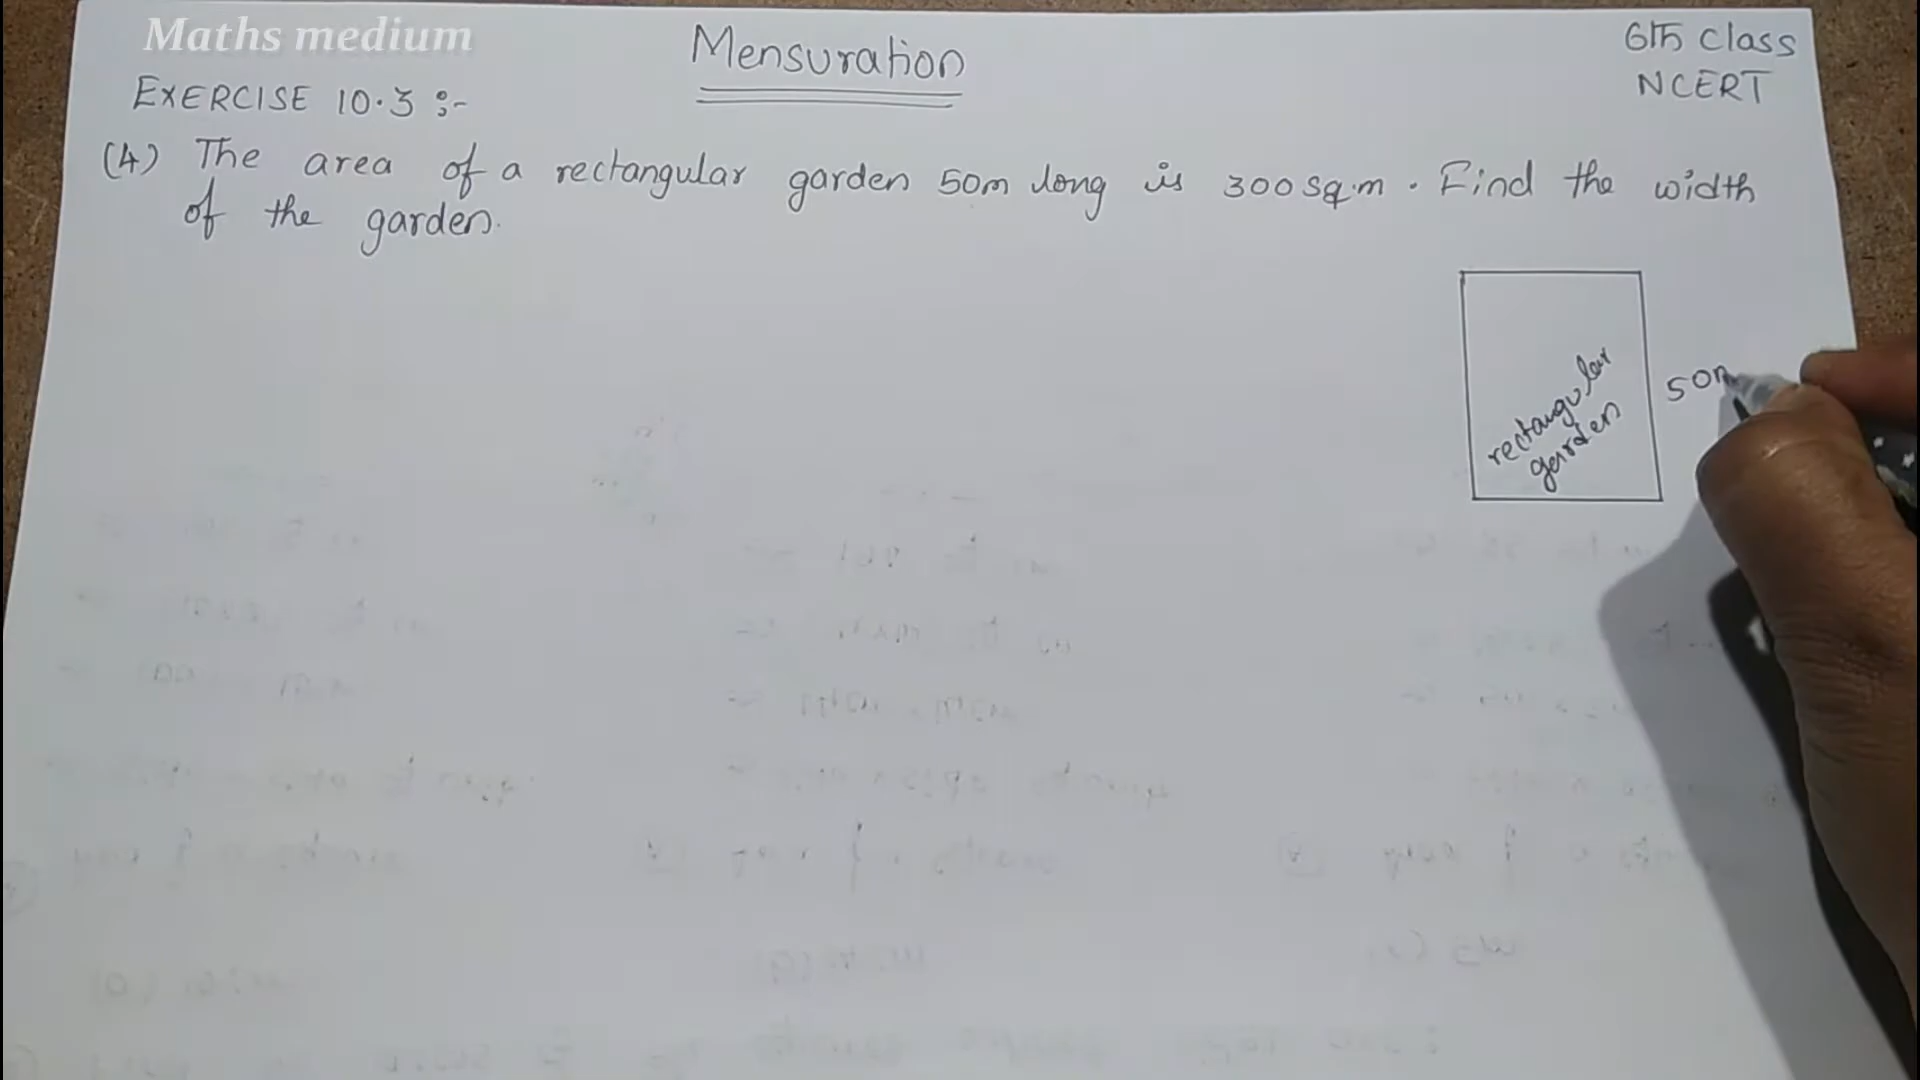 Maths medium
Mensuration
6th Class
NCERT
EXERCISE 10.3 :-
(4) The area of a rectangular garden 50m long is 300 sq.m. Find the width
of the garden.
rectangular
garden
50m